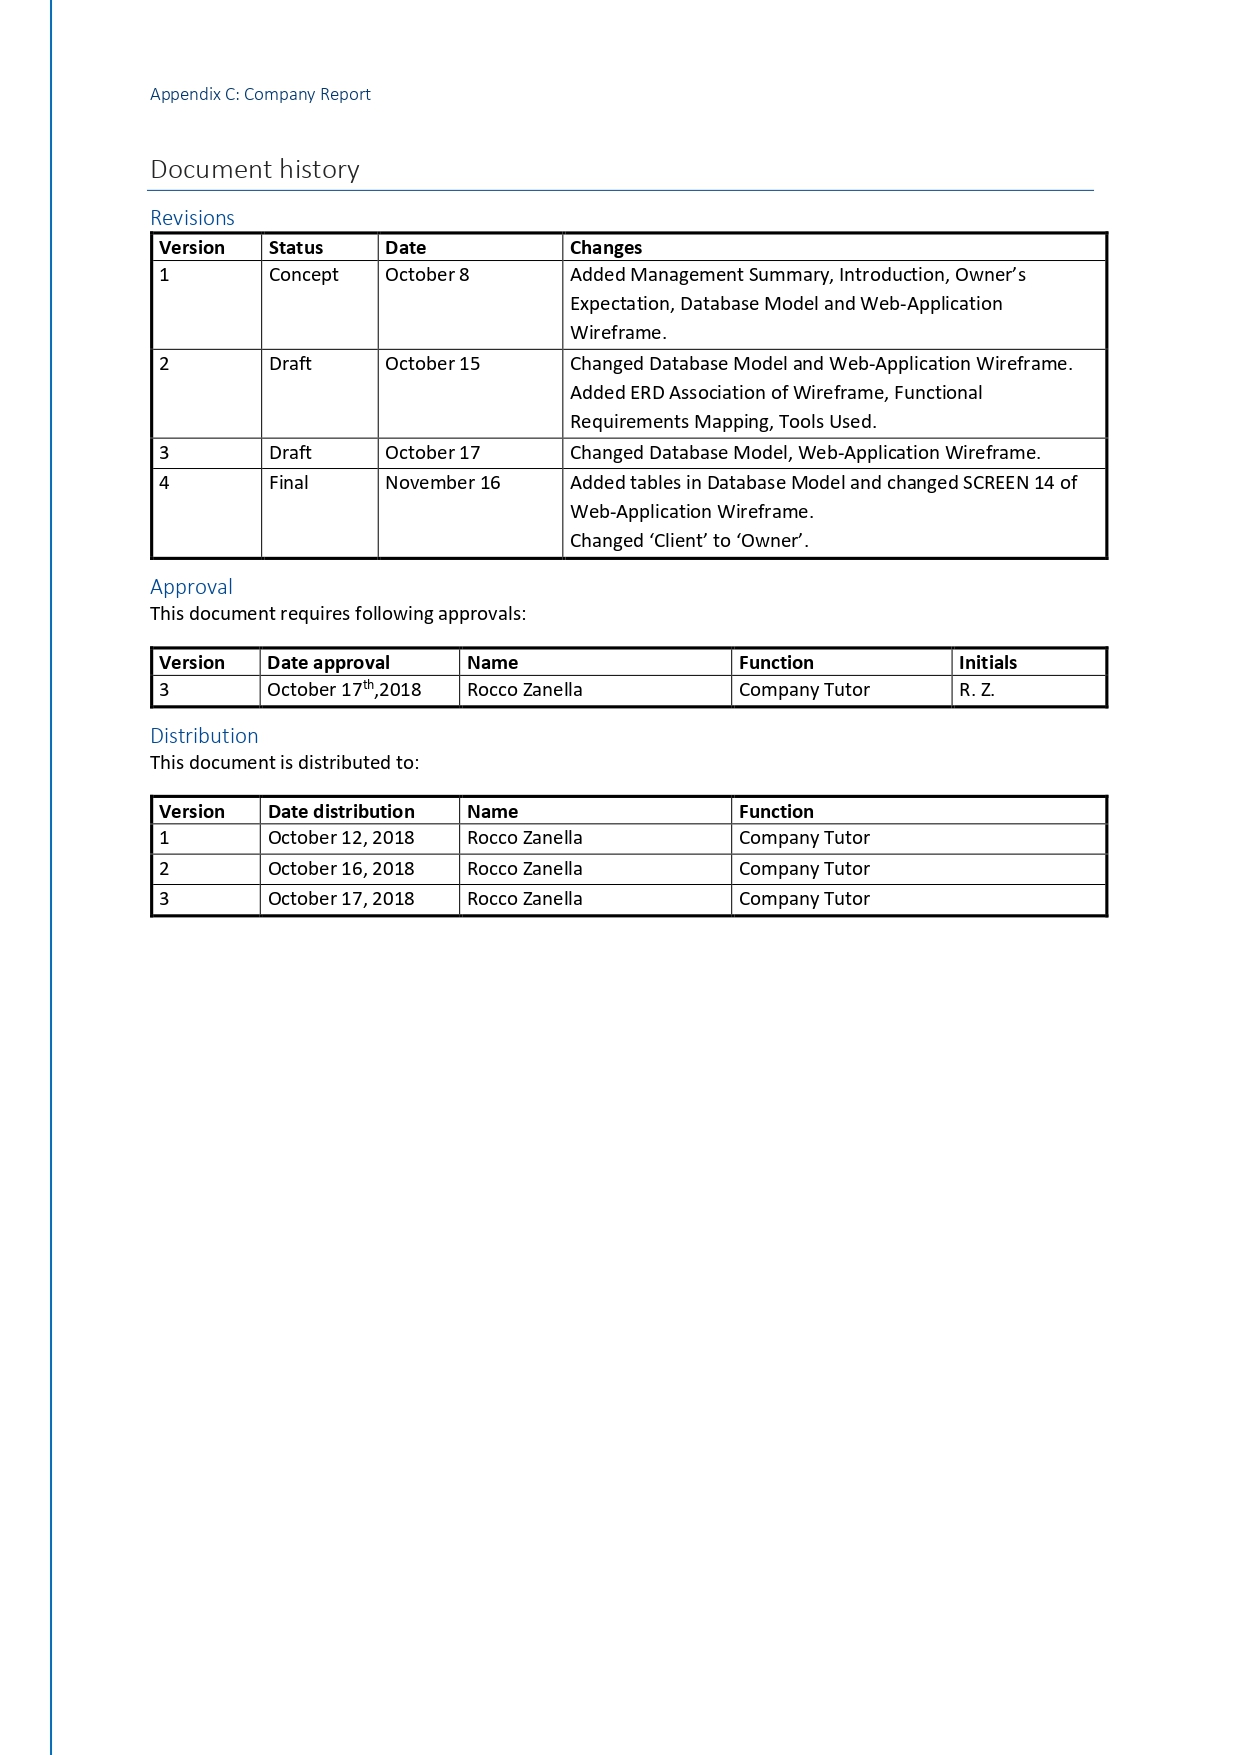 Appendix C: Company Report
Document history
Revisions
Version Status Date Changes
1 Concept October 8 Added Management Summary, Introduction, Owner’s
Expectation, Database Model and Web-Application
Wireframe.
2 Draft October 15 Changed Database Model and Web-Application Wireframe.
Added ERD Association of Wireframe, Functional
Requirements Mapping, Tools Used.
3 Draft October 17 Changed Database Model, Web-Application Wireframe.
4 Final November 16 Added tables in Database Model and changed SCREEN 14 of
Web-Application Wireframe.
Changed ‘Client’ to ‘Owner’.
Approval
This document requires following approvals:
Version Date approval Name Function Initials
3 October 17th,2018 Rocco Zanella Company Tutor R. Z.
Distribution
This document is distributed to:
Version Date distribution Name Function
1 October 12, 2018 Rocco Zanella Company Tutor
2 October 16, 2018 Rocco Zanella Company Tutor
3 October 17, 2018 Rocco Zanella Company Tutor